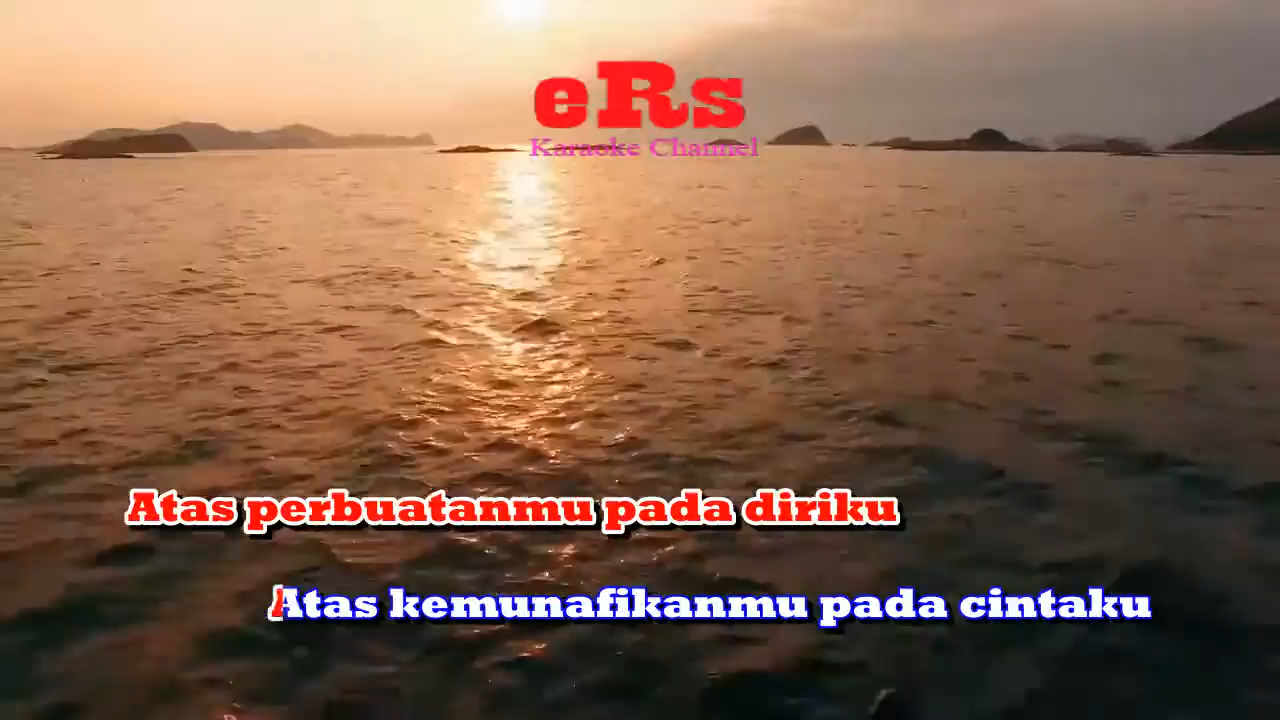 eRs
Karaoke Channel
Atas perbuatanmu pada diriku
Atas kemunafikanmu pada cintaku